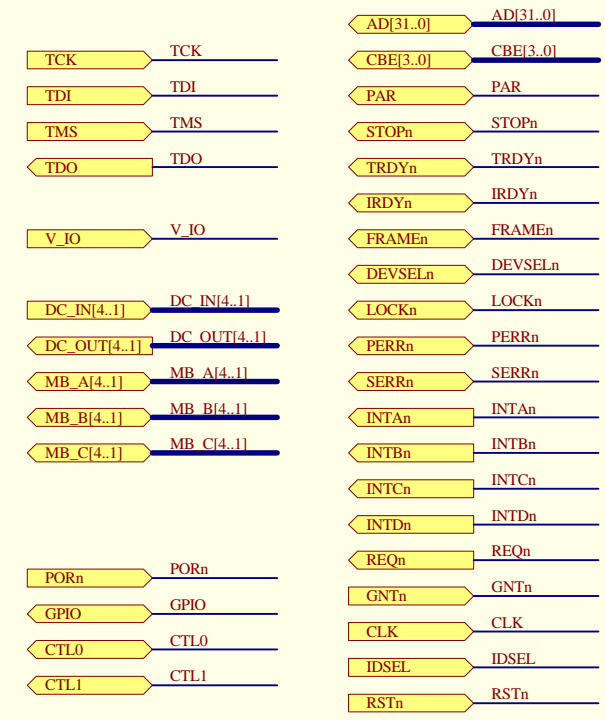 TCK TCK
TDI TDI
TMS TMS
TDO TDO
V_IO V_IO
DC_IN[4..1] DC_IN[4..1]
DC_OUT[4..1] DC_OUT[4..1]
MB_A[4..1] MB_A[4..1]
MB_B[4..1] MB_B[4..1]
MB_C[4..1] MB_C[4..1]
PORn PORn
GPIO GPIO
CTL0 CTL0
CTL1 CTL1
AD[31..0] AD[31..0]
CBE[3..0] CBE[3..0]
PAR PAR
STOPn STOPn
TRDYn TRDYn
IRDYn IRDYn
FRAMEn FRAMEn
DEVSELn DEVSELn
LOCKn LOCKn
PERRn PERRn
SERRn SERRn
INTAn INTAn
INTBn INTBn
INTCn INTCn
INTDn INTDn
REQn REQn
GNTn GNTn
CLK CLK
IDSEL IDSEL
RSTn RSTn